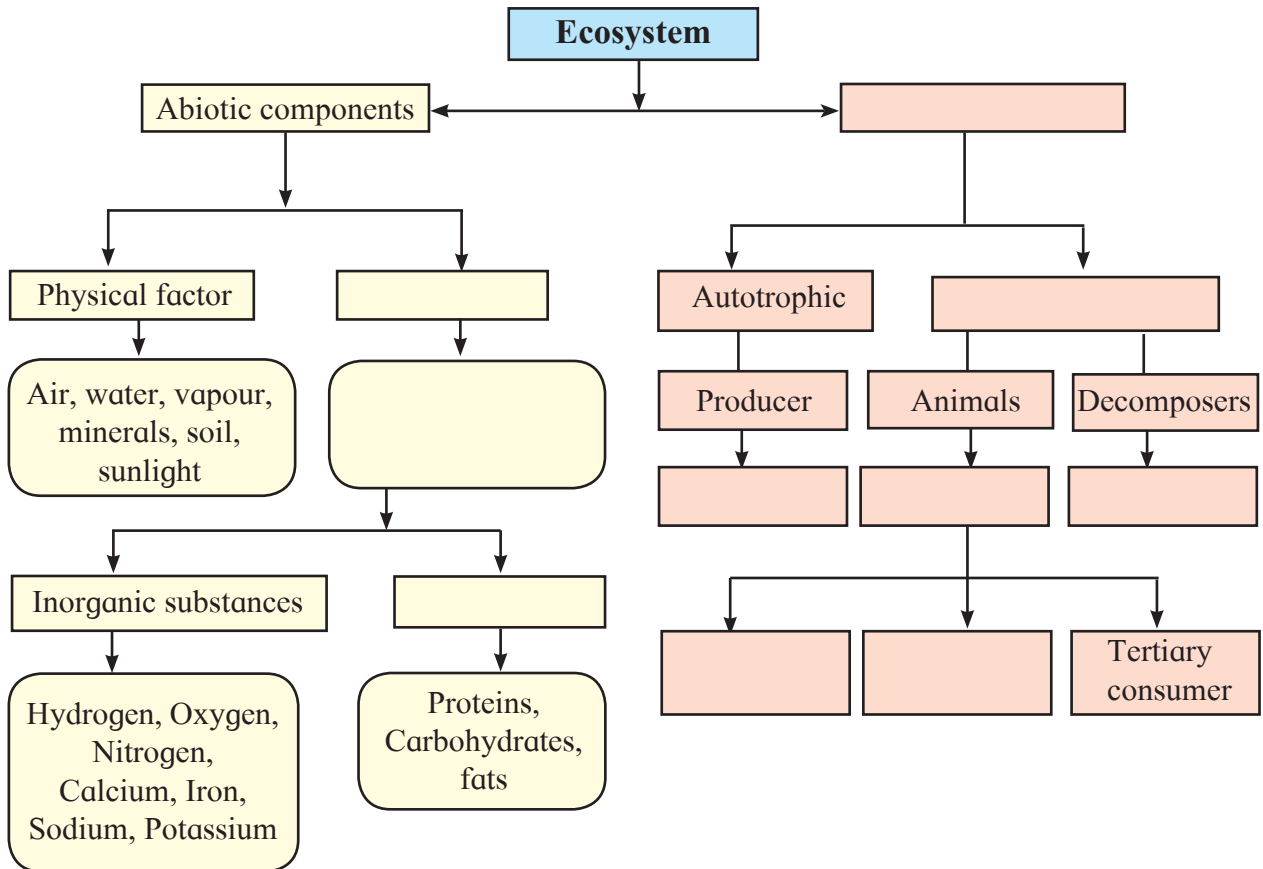 Ecosystem
Abiotic components
Physical factor
Autotrophic
Air, water, vapour,
minerals, soil,
sunlight
Producer
Animals
Decomposers
Inorganic substances
Hydrogen, Oxygen,
Nitrogen,
Calcium, Iron,
Sodium, Potassium
Proteins,
Carbohydrates,
fats
Tertiary
consumer